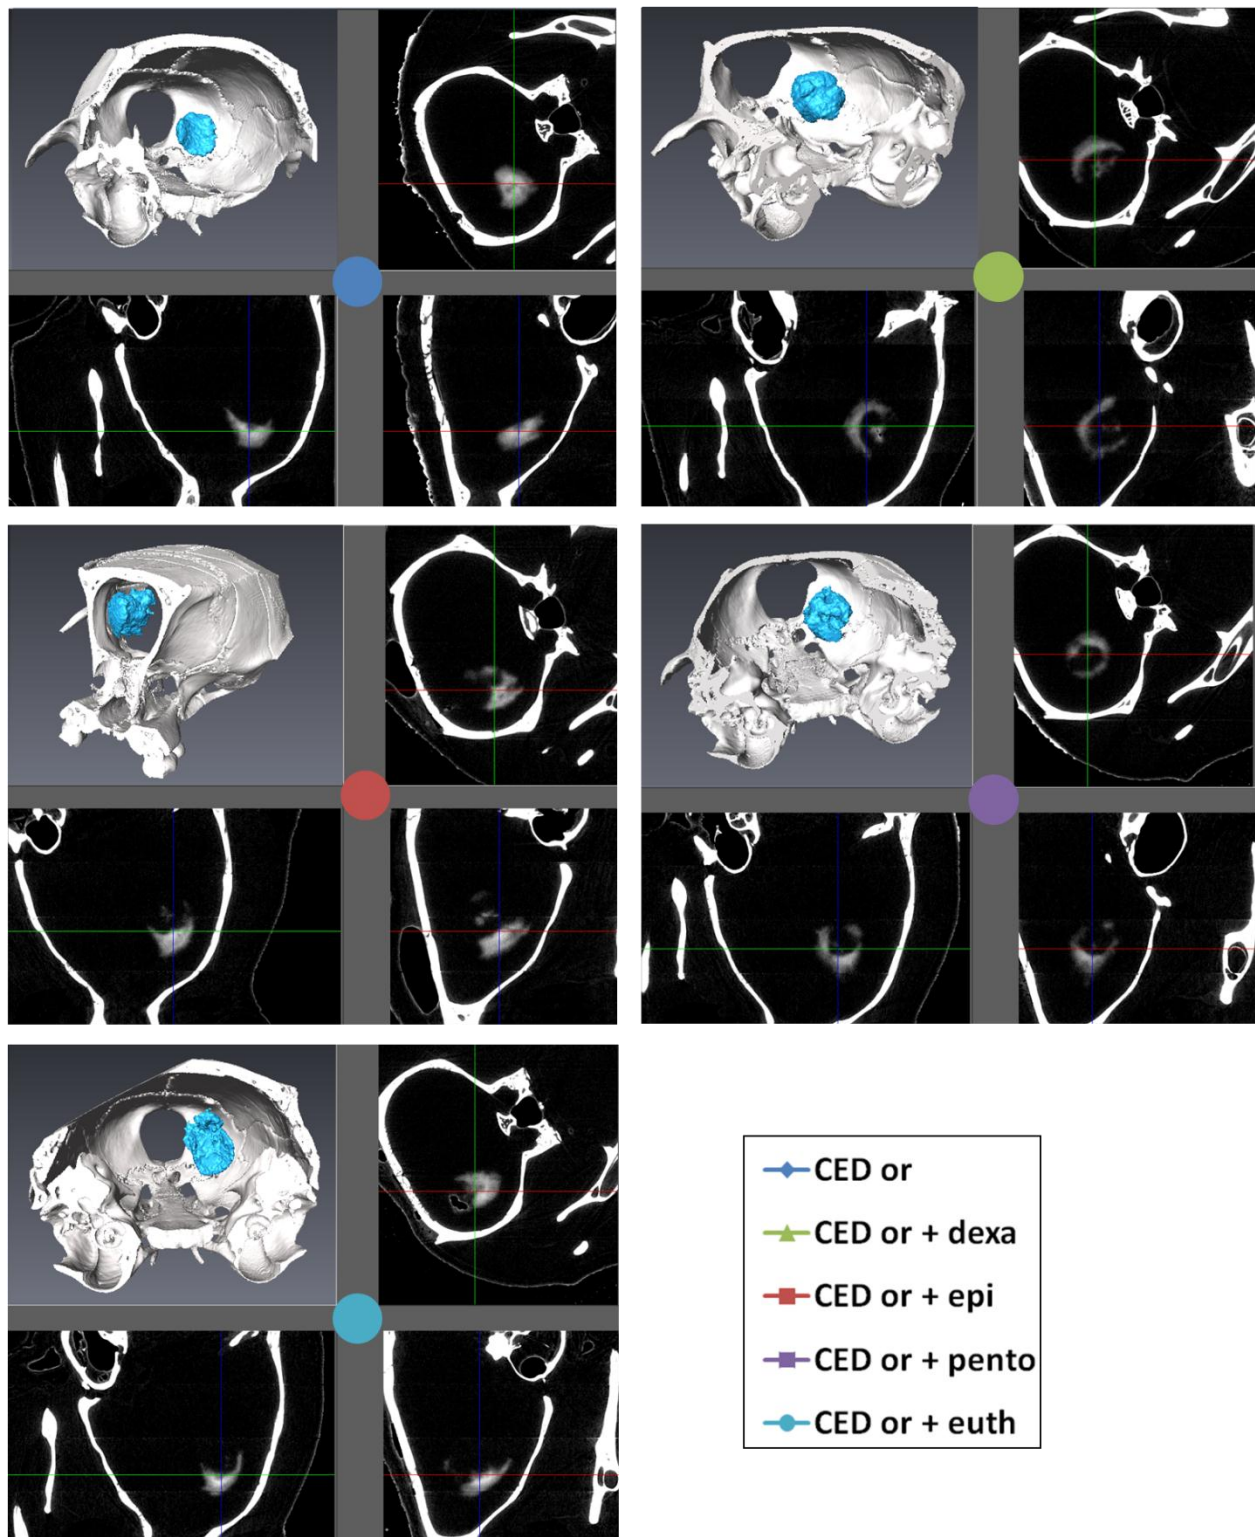 CED or
CED or + dexa
CED or + epi
CED or + pento
CED or + euth